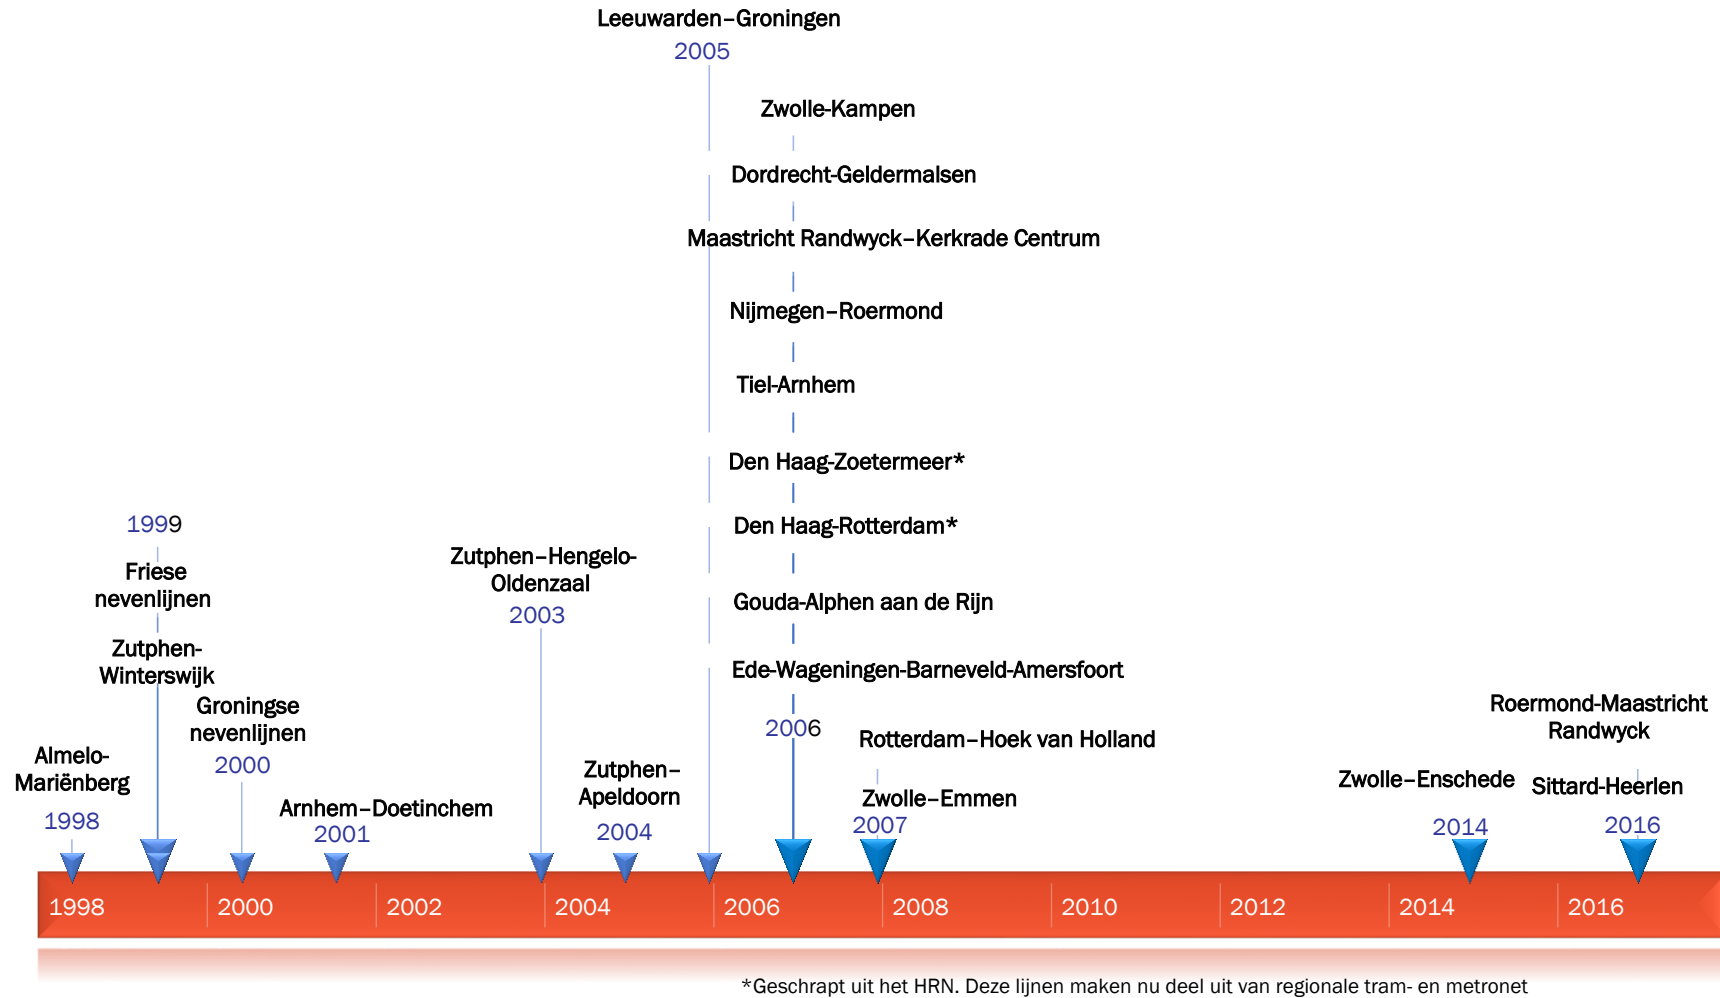 Leeuwarden–Groningen
2005
Zwolle-Kampen
Dordrecht-Geldermalsen
Maastricht Randwyck–Kerkrade Centrum
Nijmegen–Roermond
Tiel-Arnhem
Den Haag-Zoetermeer*
Den Haag-Rotterdam*
Gouda-Alphen aan de Rijn
Ede-Wageningen-Barneveld-Amersfoort
2006
1999
Friese
nevenlijnen
Zutphen-
Winterswijk
Zutphen–Hengelo-
Oldenzaal
2003
Groningse
nevenlijnen
2000
Almelo-
Mariënberg
1998
Arnhem–Doetinchem
2001
Zutphen–
Apeldoorn
2004
Rotterdam–Hoek van Holland
Zwolle–Emmen
2007
Zwolle–Enschede
2014
Roermond-Maastricht
Randwyck
Sittard-Heerlen
2016
1998 2000 2002 2004 2006 2008 2010 2012 2014 2016
*Geschrapt uit het HRN. Deze lijnen maken nu deel uit van regionale tram- en metronet